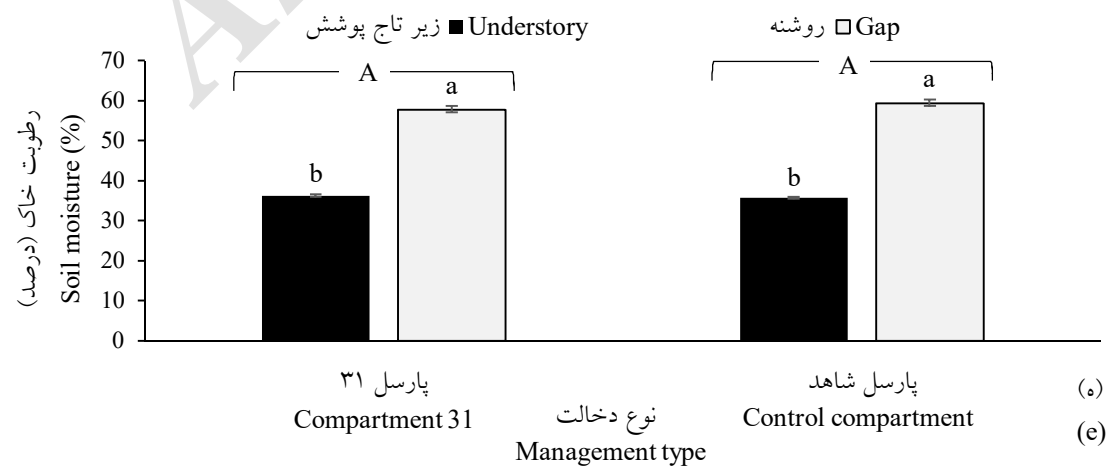 ■ زیر تاج پوشش Understory □ روشنه Gap
70
60
50
40
30
20
10
0
رطوبت خاک (درصد)
Soil moisture (%)
A
a
b
A
a
b
پارسل ۳۱
Compartment 31
پارسل شاهد
Control compartment
نوع دخالت
Management type
(ه)
(e)